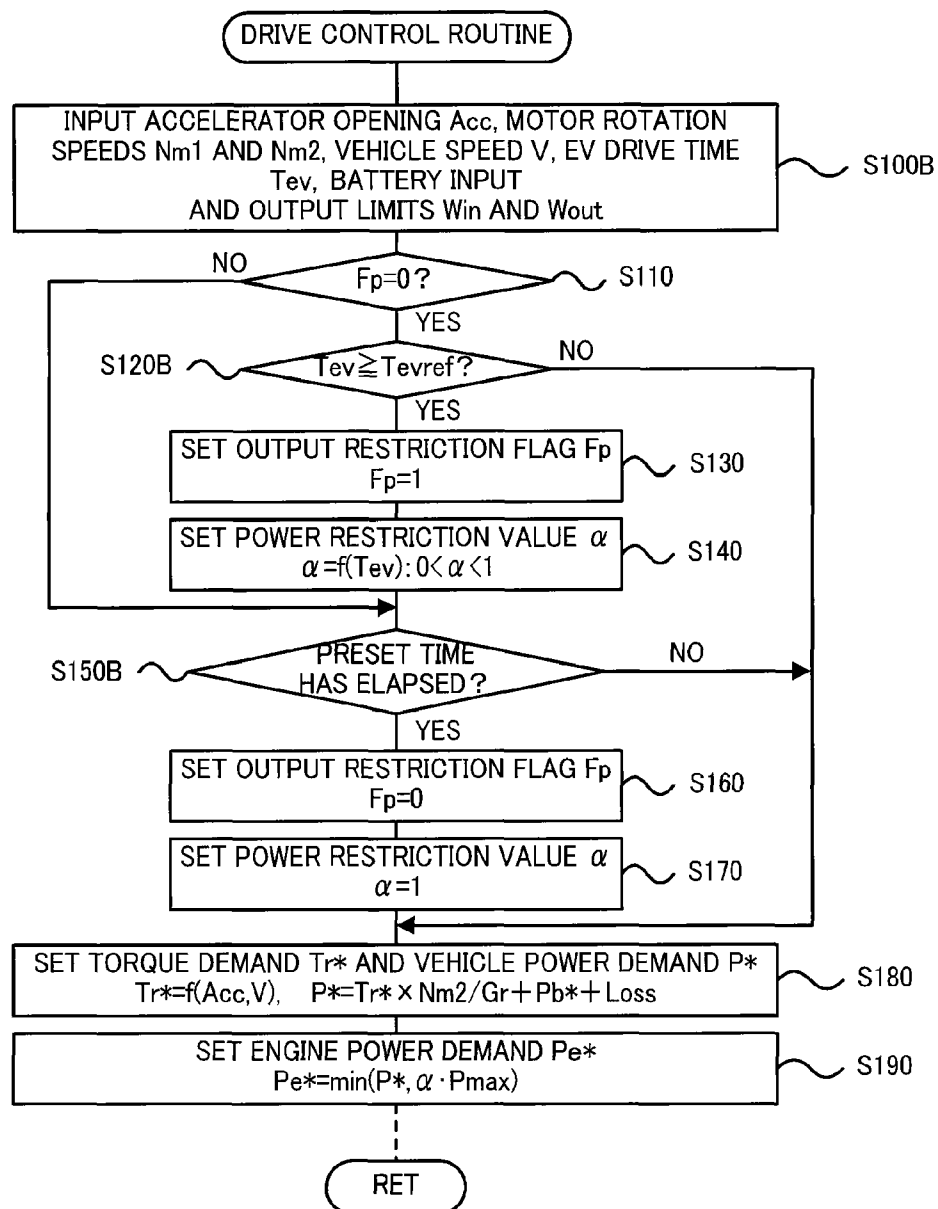 DRIVE CONTROL ROUTINE
INPUT ACCELERATOR OPENING Acc, MOTOR ROTATION
SPEEDS Nm1 AND Nm2, VEHICLE SPEED V, EV DRIVE TIME
Tev, BATTERY INPUT
AND OUTPUT LIMITS Win AND Wout
S100B
NO
Fp=0?
S110
YES
S120B
Tev≧Tevref?
NO
YES
SET OUTPUT RESTRICTION FLAG Fp
Fp=1
S130
SET POWER RESTRICTION VALUE α
α=f(Tev):0<α<1
S140
S150B
PRESET TIME
HAS ELAPSED?
NO
YES
SET OUTPUT RESTRICTION FLAG Fp
Fp=0
S160
SET POWER RESTRICTION VALUE α
α=1
S170
SET TORQUE DEMAND Tr* AND VEHICLE POWER DEMAND P*
Tr*=f(Acc,V), P*=Tr*×Nm2/Gr+Pb*+Loss
S180
SET ENGINE POWER DEMAND Pe*
Pe*=min(P*,α·Pmax)
S190
RET